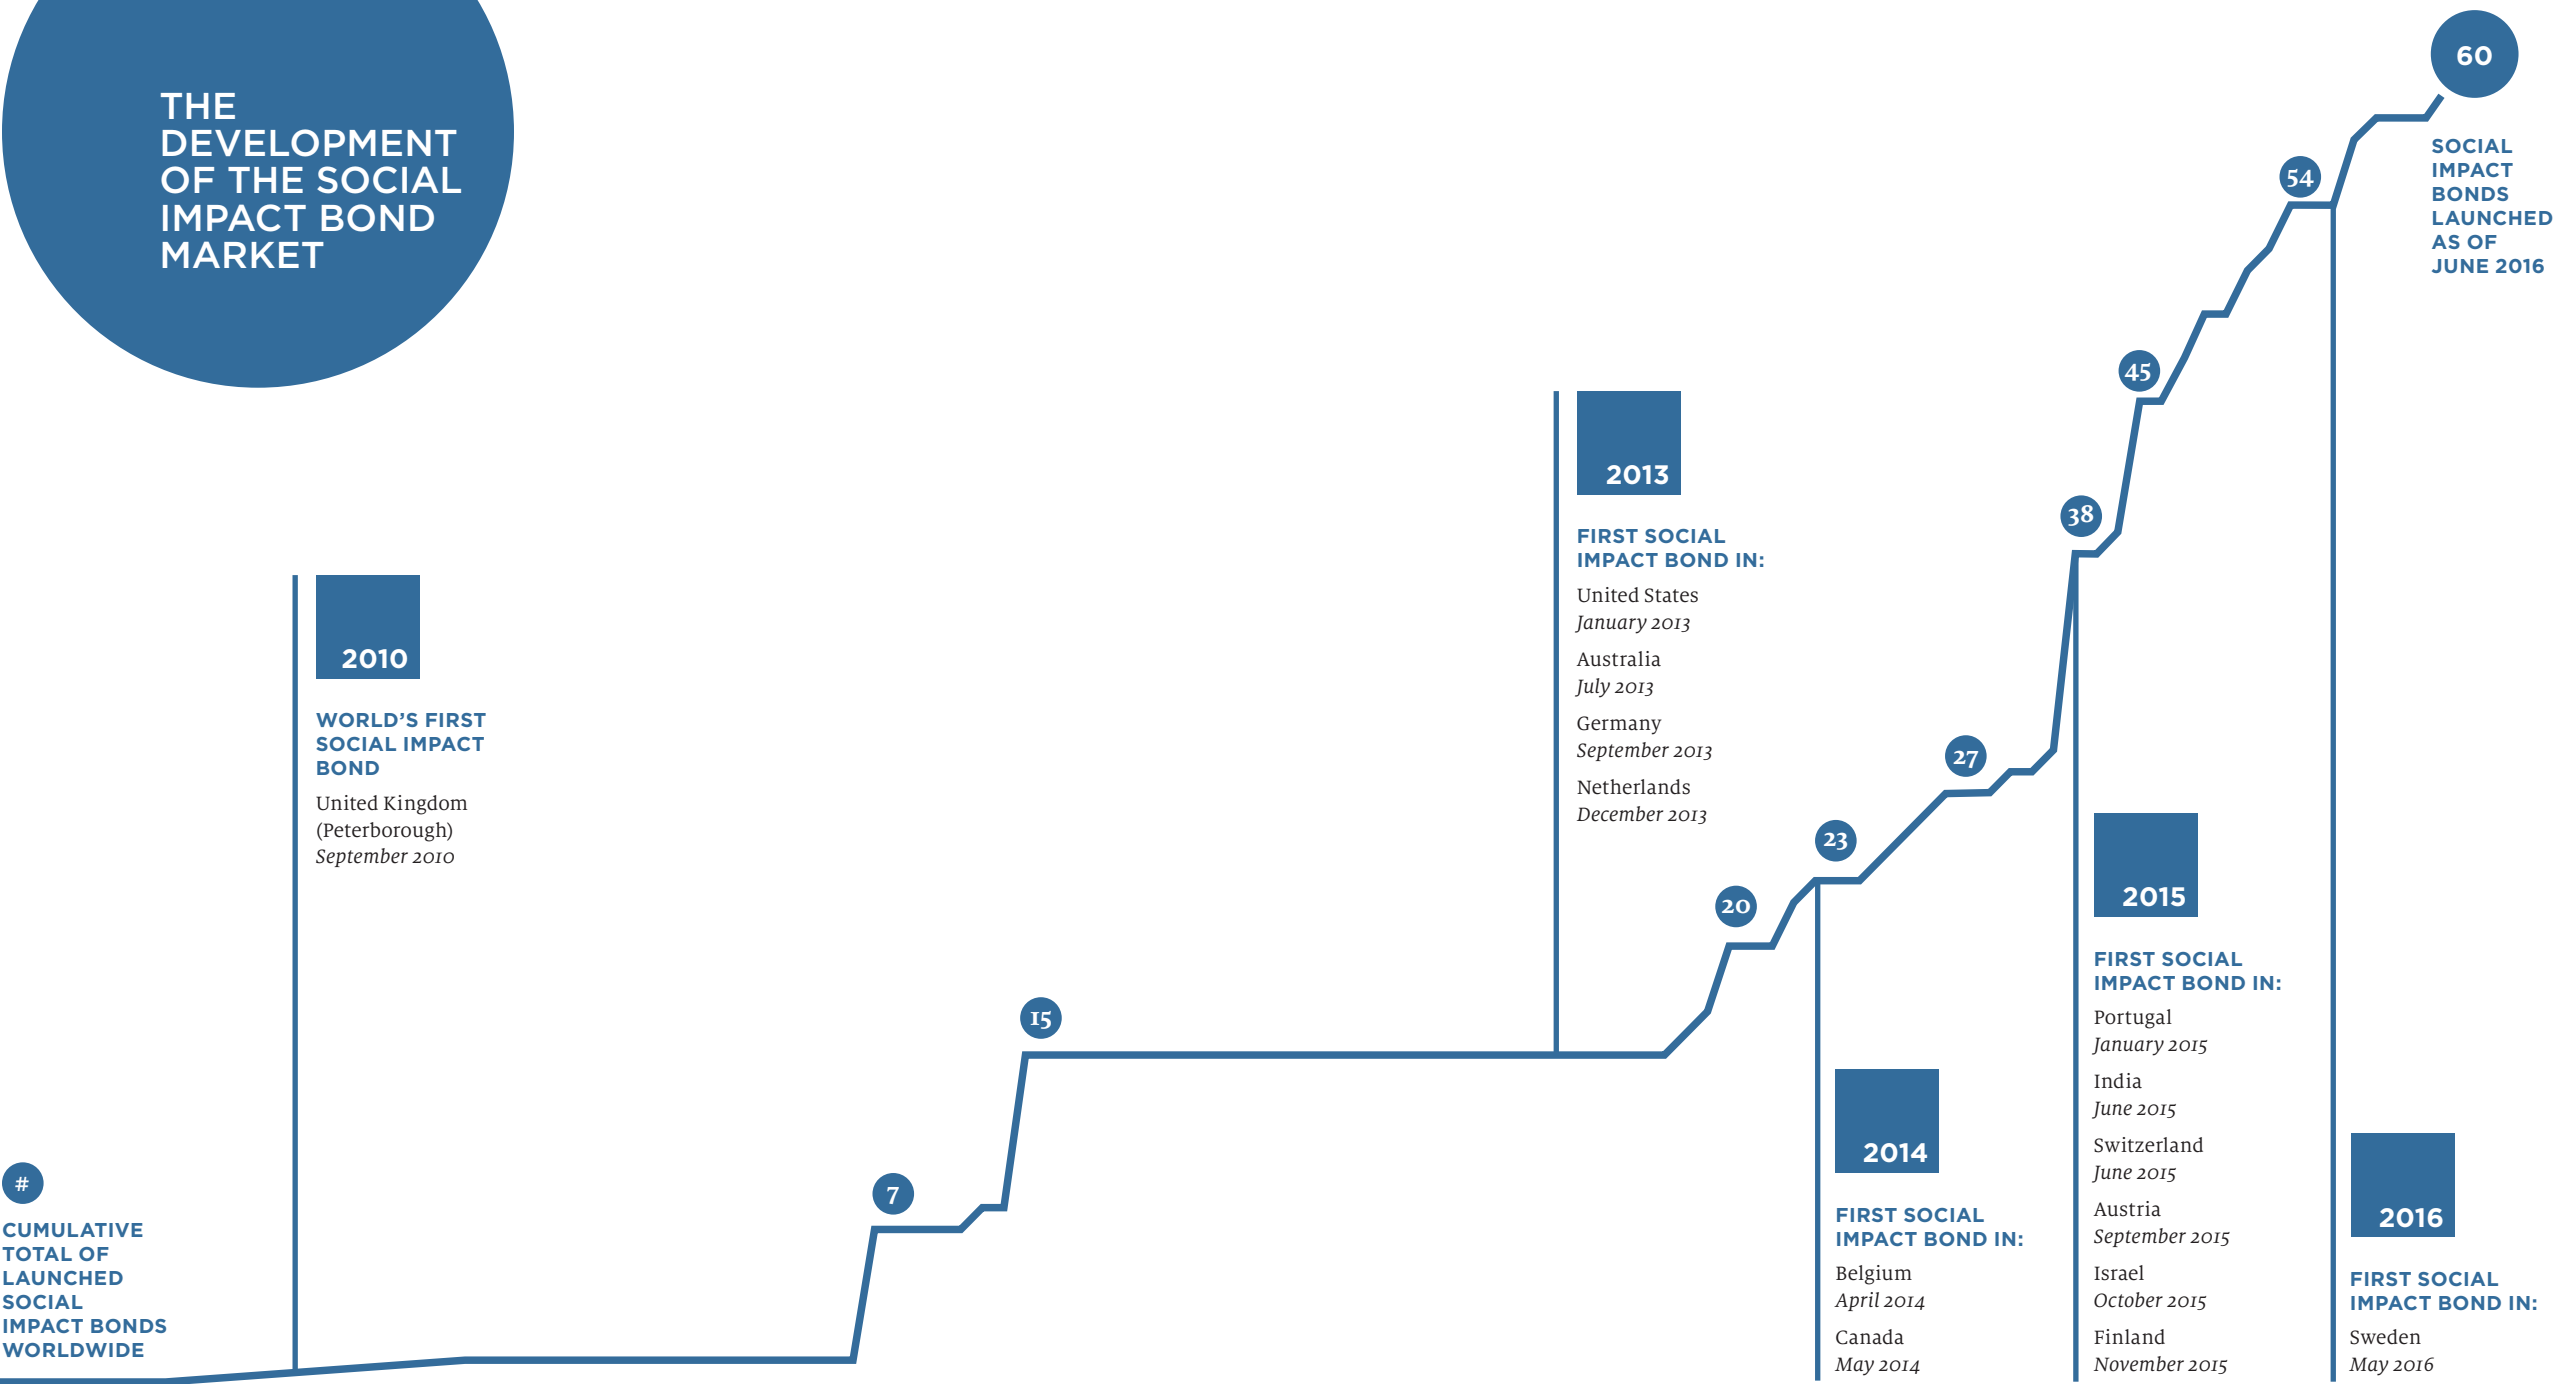 THE
DEVELOPMENT
OF THE SOCIAL
IMPACT BOND
MARKET
#
CUMULATIVE
TOTAL OF
LAUNCHED
SOCIAL
IMPACT BONDS
WORLDWIDE
2010
WORLD’S FIRST
SOCIAL IMPACT
BOND
United Kingdom
(Peterborough)
September 2010
7
15
2013
FIRST SOCIAL
IMPACT BOND IN:
United States
January 2013
Australia
July 2013
Germany
September 2013
Netherlands
December 2013
20
23
2014
FIRST SOCIAL
IMPACT BOND IN:
Belgium
April 2014
Canada
May 2014
27
38
2015
FIRST SOCIAL
IMPACT BOND IN:
Portugal
January 2015
India
June 2015
Switzerland
June 2015
Austria
September 2015
Israel
October 2015
Finland
November 2015
45
54
2016
FIRST SOCIAL
IMPACT BOND IN:
Sweden
May 2016
60
SOCIAL
IMPACT
BONDS
LAUNCHED
AS OF
JUNE 2016